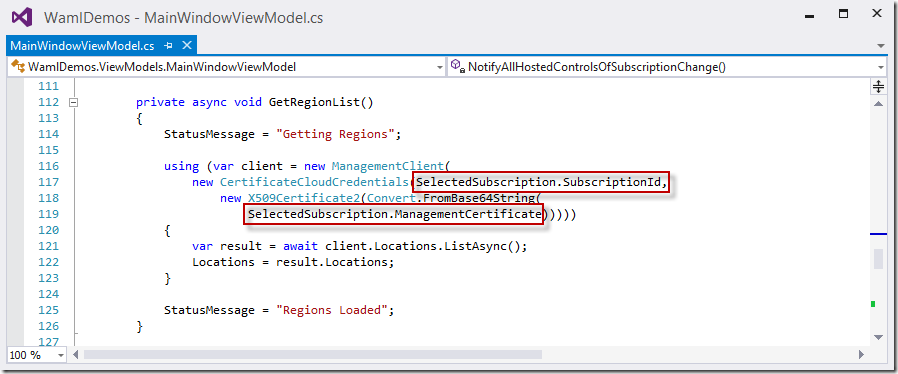 WamlDemos - MainWindowViewModel.cs
MainWindowViewModel.cs
WamlDemos.ViewModels.MainWindowViewModel NotifyAllHostedControlsOfSubscriptionChange()
111
112 private async void GetRegionList()
113 {
114 StatusMessage = "Getting Regions";
115
116 using (var client = new ManagementClient(
117 new CertificateCloudCredentials(SelectedSubscription.SubscriptionId,
118 new X509Certificate2(Convert.FromBase64String(
119 SelectedSubscription.ManagementCertificate)))))
120 {
121 var result = await client.Locations.ListAsync();
122 Locations = result.Locations;
123 }
124
125 StatusMessage = "Regions Loaded";
126 }
127
100 %